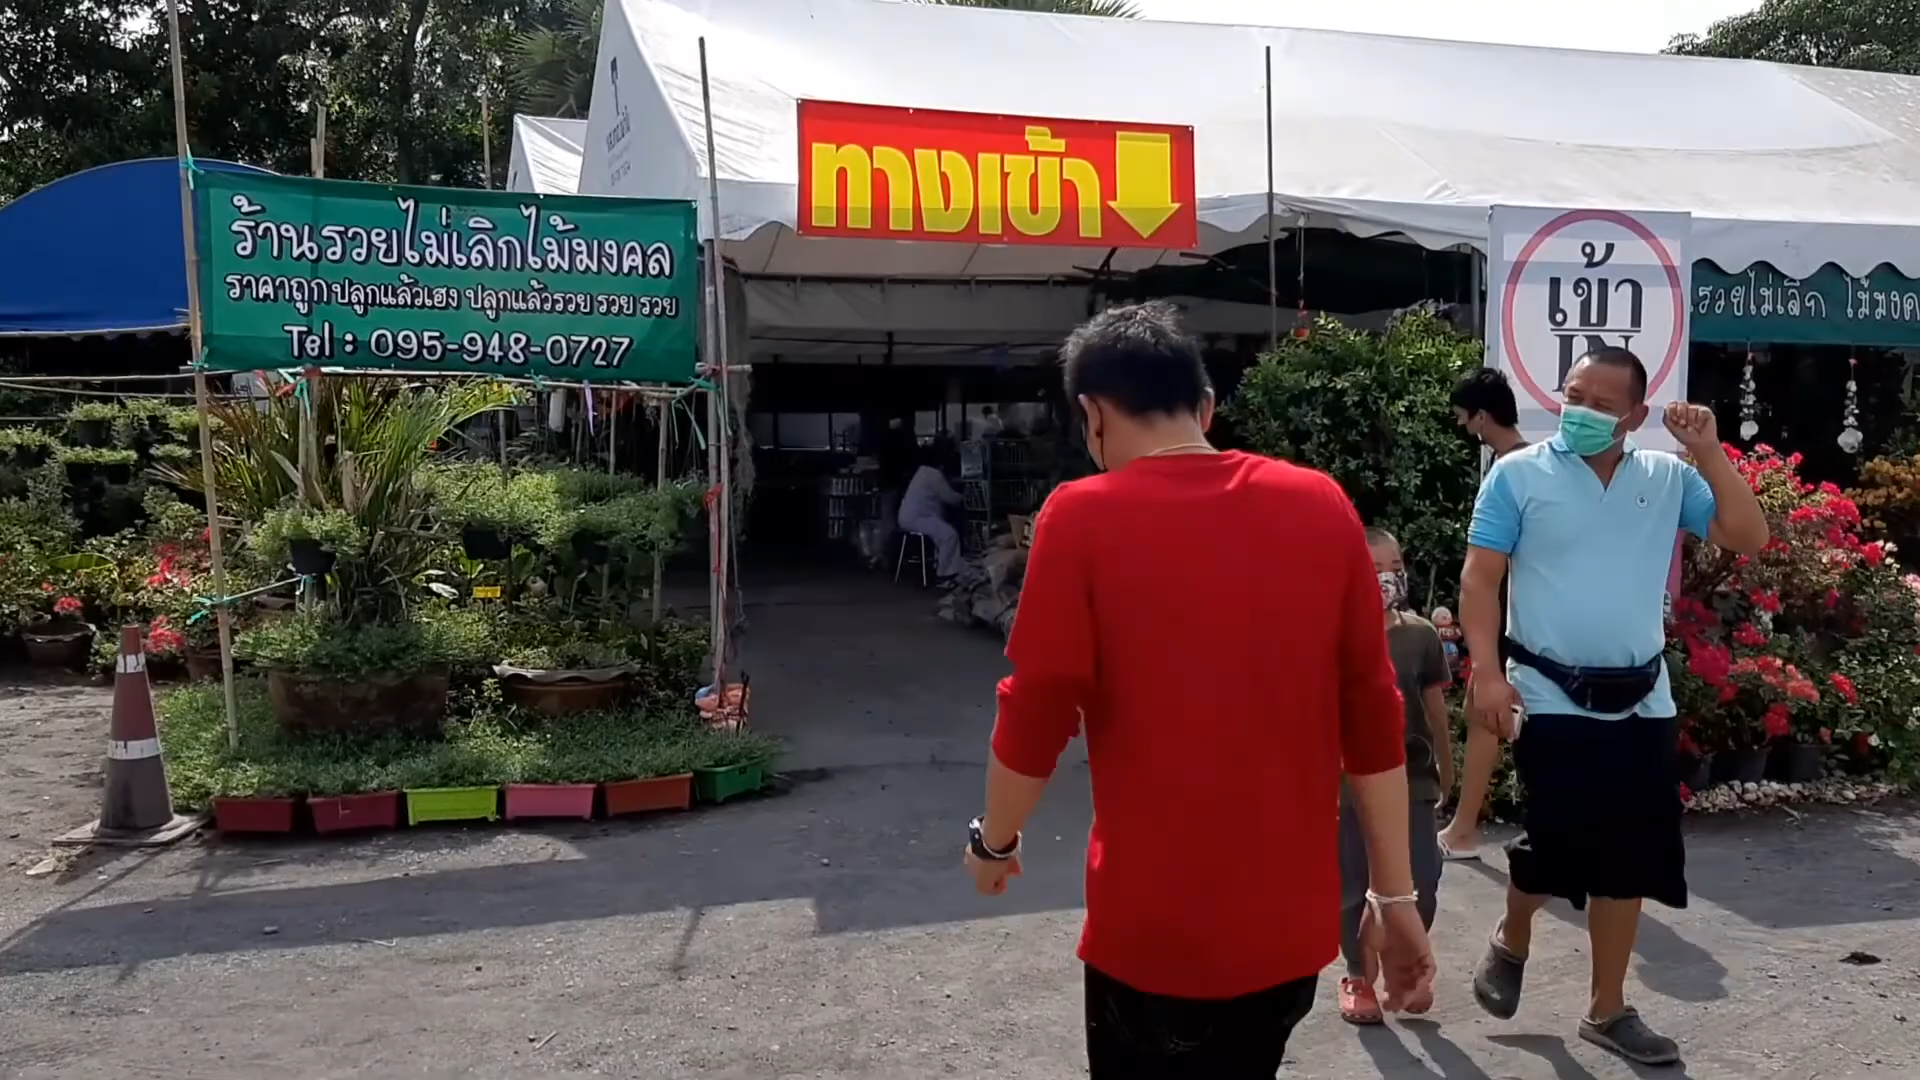 ร้านรวยไม่เลิกไม้มงคล
ราคาถูก ปลูกแล้วเฮง ปลูกแล้วรวย รวย รวย
Tel : 095-948-0727
ทางเข้า
เข้า
IN
รวยไม่เลิก ไม้มงค